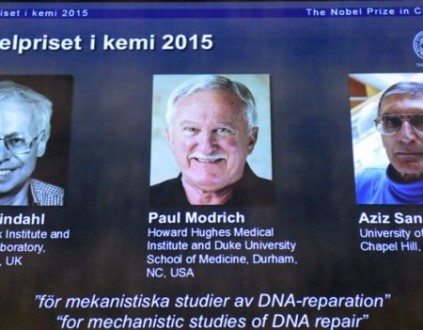 priset i kemi 2015
The Nobel Prize in C
elpriset i kemi 2015
indahl
k Institute and
aboratory,
UK
Paul Modrich
Howard Hughes Medical
Institute and Duke University
School of Medicine, Durham,
NC, USA
Aziz San
University of
Chapel Hill,
"för mekanistiska studier av DNA-reparation"
"for mechanistic studies of DNA repair"